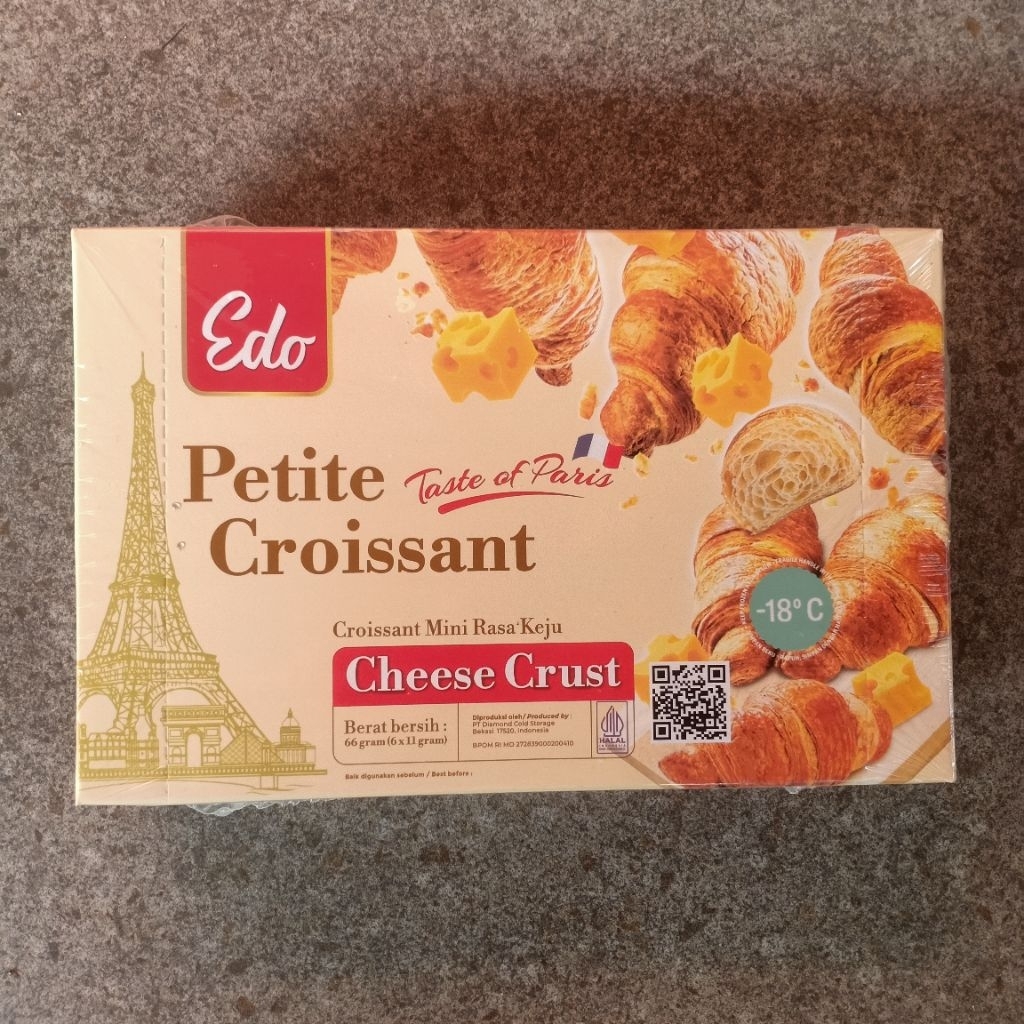 Edo
Petite
Taste of Paris
Croissant
-18° C
Croissant Mini Rasa Keju
Cheese Crust
Berat bersih :
66 gram (6 x 11 gram)
Diproduksi oleh/ Produced by :
PT Diamond Cold Storage
Bekasi 17520, Indonesia
BPOM RI MD 272839000200410
HALAL
INDONESIA
Baik digunakan sebelum / Best before :